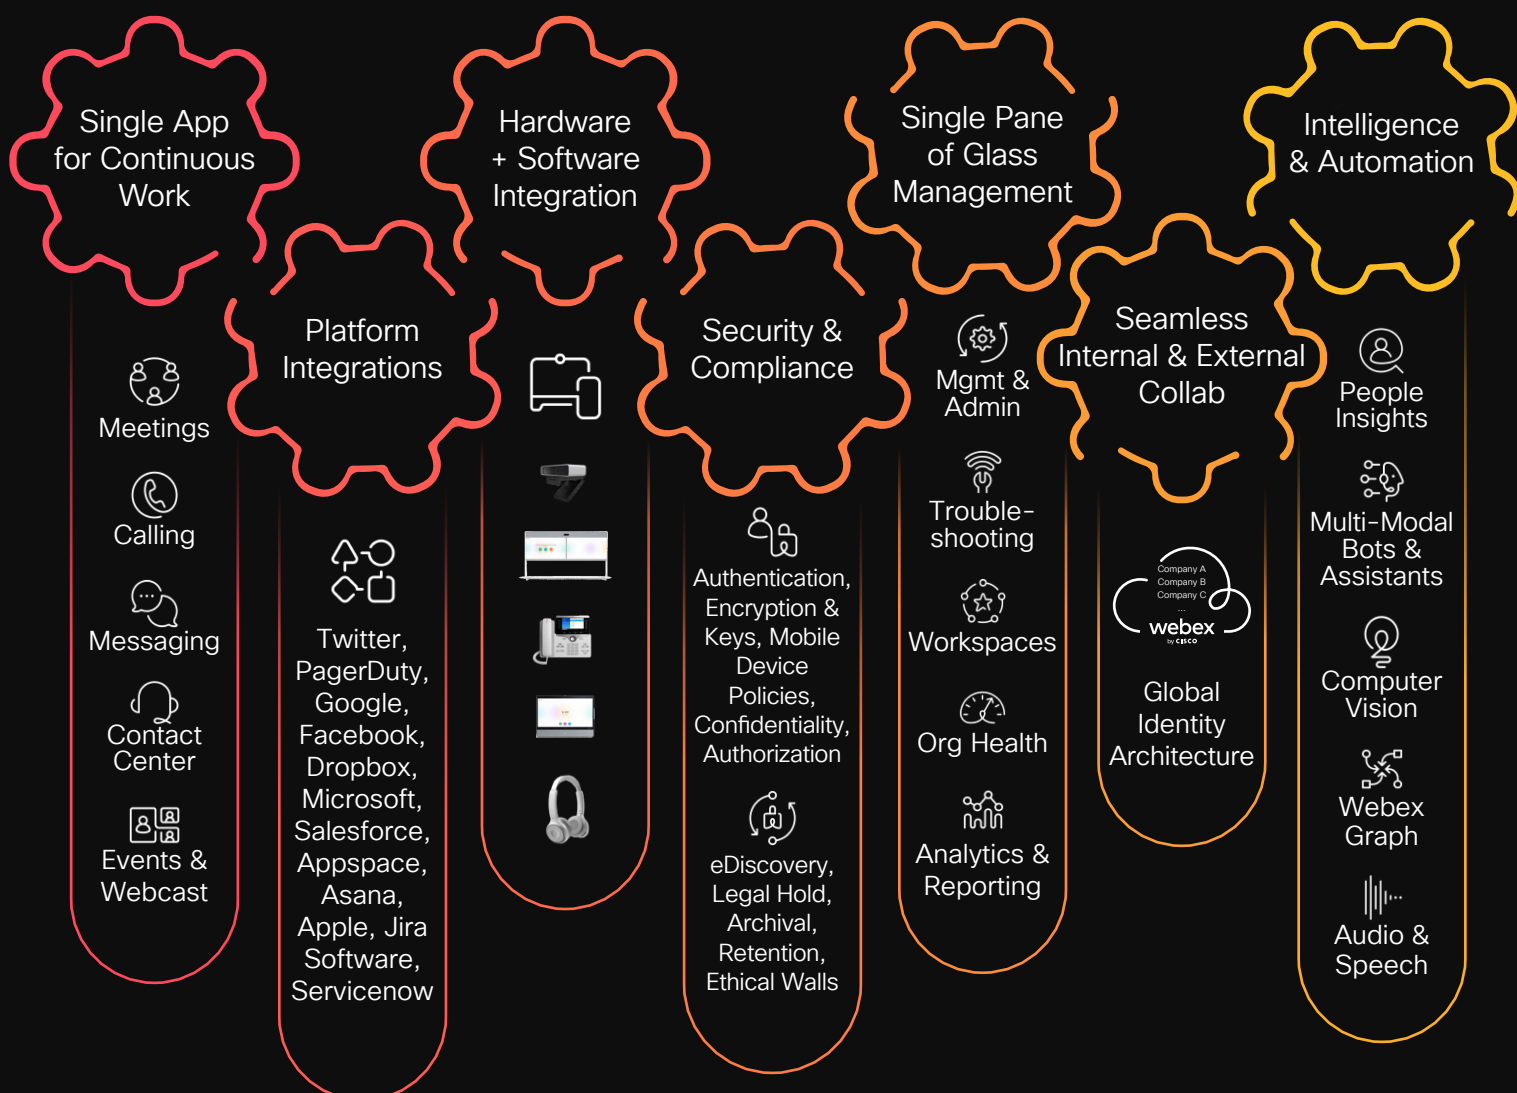 Single App
for Continuous
Work
Meetings
Calling
Messaging
Contact
Center
Events &
Webcast
Platform
Integrations
Twitter,
PagerDuty,
Google,
Facebook,
Dropbox,
Microsoft,
Salesforce,
Appspace,
Asana,
Apple, Jira
Software,
Servicenow
Hardware
+ Software
Integration
Security &
Compliance
Authentication,
Encryption &
Keys, Mobile
Device
Policies,
Confidentiality,
Authorization
eDiscovery,
Legal Hold,
Archival,
Retention,
Ethical Walls
Single Pane
of Glass
Management
Mgmt &
Admin
Trouble-
shooting
Workspaces
Org Health
Analytics &
Reporting
Seamless
Internal & External
Collab
Company A
Company B
Company C
...
webex
by CISCO
Global
Identity
Architecture
Intelligence
& Automation
People
Insights
Multi-Modal
Bots &
Assistants
Computer
Vision
Webex
Graph
Audio &
Speech